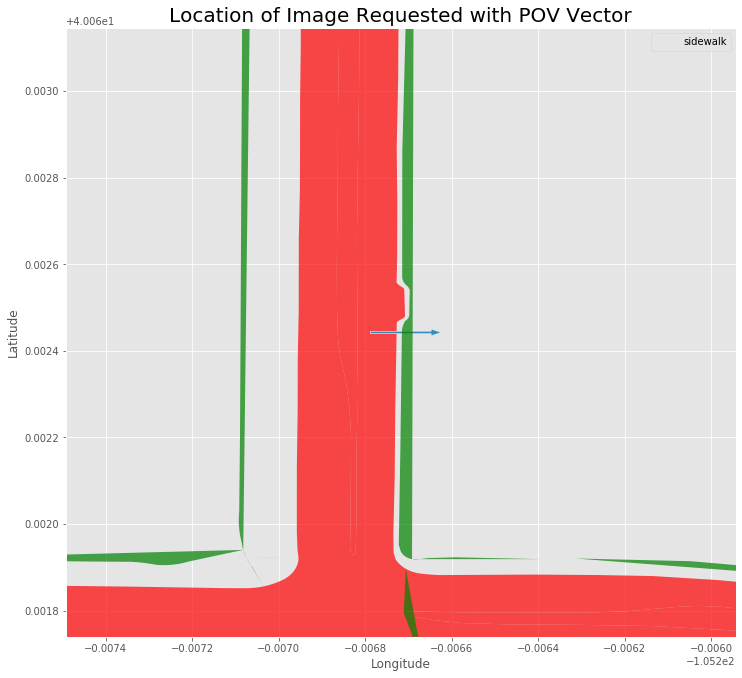 Location of Image Requested with POV Vector
+4.006e1
sidewalk
0.0030
0.0028
0.0026
0.0024
0.0022
0.0020
0.0018
Latitude
−0.0074 −0.0072 −0.0070 −0.0068 −0.0066 −0.0064 −0.0062 −0.0060
Longitude
−1.052e2